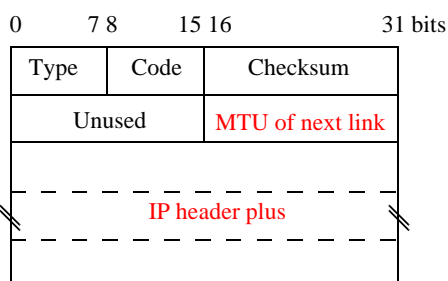 0 7 8 15 16 31 bits
Type Code Checksum
Unused MTU of next link
IP header plus